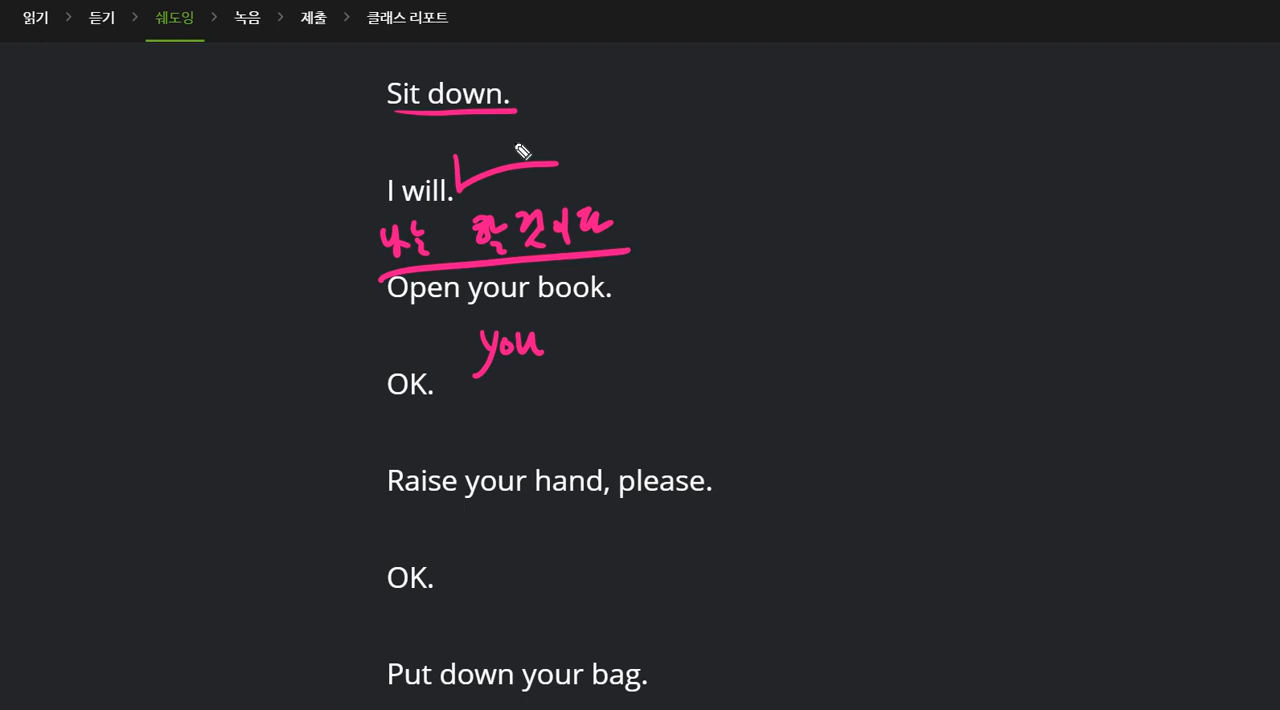 읽기 > 듣기 > 쉐도잉 > 녹음 > 제출 > 클래스 리포트
Sit down.
I will.
나는 할것이다
Open your book.
you
OK.
Raise your hand, please.
OK.
Put down your bag.